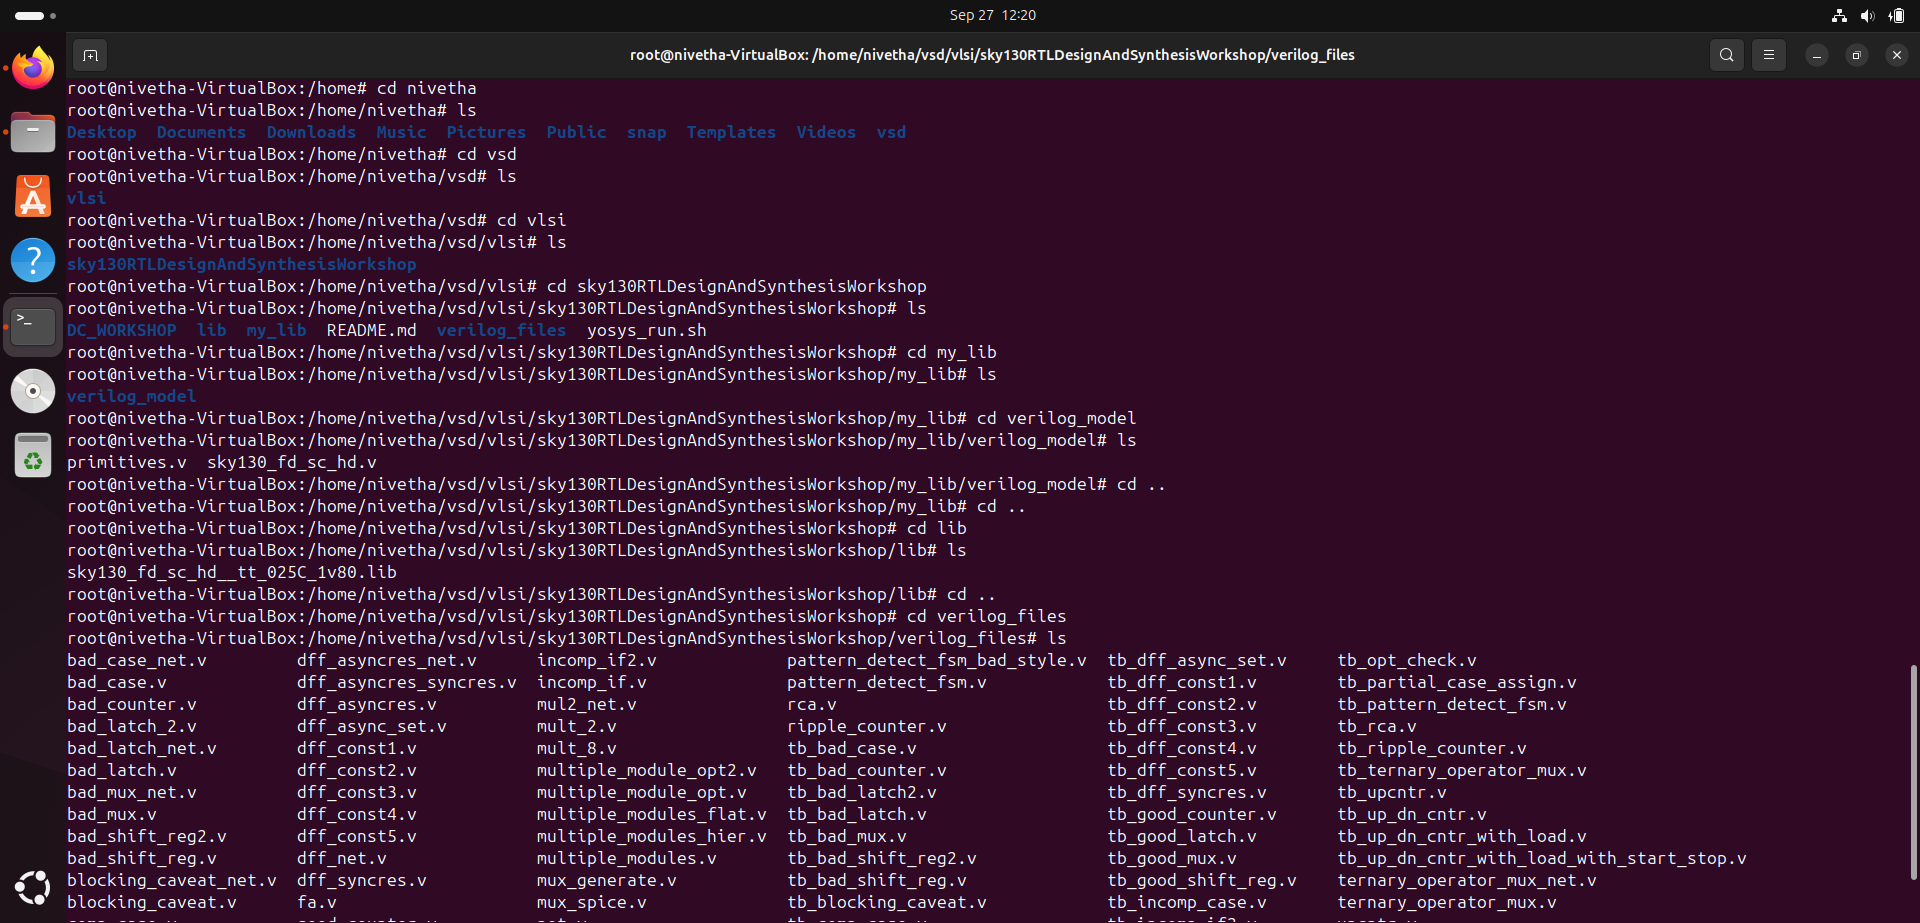 Sep 27 12:20
root@nivetha-VirtualBox: /home/nivetha/vsd/vlsi/sky130RTLDesignAndSynthesisWorkshop/verilog_files
root@nivetha-VirtualBox:/home# cd nivetha
root@nivetha-VirtualBox:/home/nivetha# ls
Desktop Documents Downloads Music Pictures Public snap Templates Videos vsd
root@nivetha-VirtualBox:/home/nivetha# cd vsd
root@nivetha-VirtualBox:/home/nivetha/vsd# ls
vlsi
root@nivetha-VirtualBox:/home/nivetha/vsd# cd vlsi
root@nivetha-VirtualBox:/home/nivetha/vsd/vlsi# ls
sky130RTLDesignAndSynthesisWorkshop
root@nivetha-VirtualBox:/home/nivetha/vsd/vlsi# cd sky130RTLDesignAndSynthesisWorkshop
root@nivetha-VirtualBox:/home/nivetha/vsd/vlsi/sky130RTLDesignAndSynthesisWorkshop# ls
DC_WORKSHOP lib my_lib README.md verilog_files yosys_run.sh
root@nivetha-VirtualBox:/home/nivetha/vsd/vlsi/sky130RTLDesignAndSynthesisWorkshop# cd my_lib
root@nivetha-VirtualBox:/home/nivetha/vsd/vlsi/sky130RTLDesignAndSynthesisWorkshop/my_lib# ls
verilog_model
root@nivetha-VirtualBox:/home/nivetha/vsd/vlsi/sky130RTLDesignAndSynthesisWorkshop/my_lib# cd verilog_model
root@nivetha-VirtualBox:/home/nivetha/vsd/vlsi/sky130RTLDesignAndSynthesisWorkshop/my_lib/verilog_model# ls
primitives.v sky130_fd_sc_hd.v
root@nivetha-VirtualBox:/home/nivetha/vsd/vlsi/sky130RTLDesignAndSynthesisWorkshop/my_lib/verilog_model# cd ..
root@nivetha-VirtualBox:/home/nivetha/vsd/vlsi/sky130RTLDesignAndSynthesisWorkshop/my_lib# cd ..
root@nivetha-VirtualBox:/home/nivetha/vsd/vlsi/sky130RTLDesignAndSynthesisWorkshop# cd lib
root@nivetha-VirtualBox:/home/nivetha/vsd/vlsi/sky130RTLDesignAndSynthesisWorkshop/lib# ls
sky130_fd_sc_hd__tt_025C_1v80.lib
root@nivetha-VirtualBox:/home/nivetha/vsd/vlsi/sky130RTLDesignAndSynthesisWorkshop/lib# cd ..
root@nivetha-VirtualBox:/home/nivetha/vsd/vlsi/sky130RTLDesignAndSynthesisWorkshop# cd verilog_files
root@nivetha-VirtualBox:/home/nivetha/vsd/vlsi/sky130RTLDesignAndSynthesisWorkshop/verilog_files# ls
bad_case_net.v dff_asyncres_net.v incomp_if2.v pattern_detect_fsm_bad_style.v tb_dff_async_set.v tb_opt_check.v
bad_case.v dff_asyncres_syncres.v incomp_if.v pattern_detect_fsm.v tb_dff_const1.v tb_partial_case_assign.v
bad_counter.v dff_asyncres.v mul2_net.v rca.v tb_dff_const2.v tb_pattern_detect_fsm.v
bad_latch_2.v dff_async_set.v mult_2.v ripple_counter.v tb_dff_const3.v tb_rca.v
bad_latch_net.v dff_const1.v mult_8.v tb_bad_case.v tb_dff_const4.v tb_ripple_counter.v
bad_latch.v dff_const2.v multiple_module_opt2.v tb_bad_counter.v tb_dff_const5.v tb_ternary_operator_mux.v
bad_mux_net.v dff_const3.v multiple_module_opt.v tb_bad_latch2.v tb_dff_syncres.v tb_upcntr.v
bad_mux.v dff_const4.v multiple_modules_flat.v tb_bad_latch.v tb_good_counter.v tb_up_dn_cntr.v
bad_shift_reg2.v dff_const5.v multiple_modules_hier.v tb_bad_mux.v tb_good_latch.v tb_up_dn_cntr_with_load.v
bad_shift_reg.v dff_net.v multiple_modules.v tb_bad_shift_reg2.v tb_good_mux.v tb_up_dn_cntr_with_load_with_start_stop.v
blocking_caveat_net.v dff_syncres.v mux_generate.v tb_bad_shift_reg.v tb_good_shift_reg.v ternary_operator_mux_net.v
blocking_caveat.v fa.v mux_spice.v tb_blocking_caveat.v tb_incomp_case.v ternary_operator_mux.v